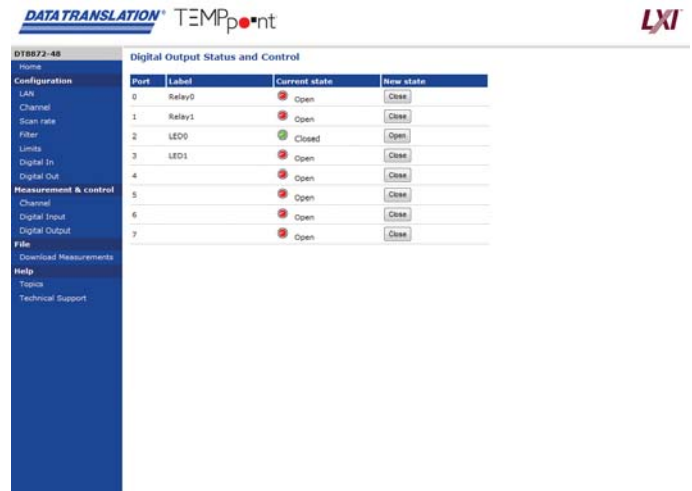 DATA TRANSLATION® TEMPpoint
LXI
DT8872-48
Home
Configuration
LAN
Channel
Scan rate
Filter
Limits
Digital In
Digital Out
Measurement & control
Channel
Digital Input
Digital Output
File
Download Measurements
Help
Topics
Technical Support
Digital Output Status and Control
Port Label Current state New state
0 Relay0 Open Close
1 Relay1 Open Close
2 LED0 Closed Open
3 LED1 Open Close
4 Open Close
5 Open Close
6 Open Close
7 Open Close